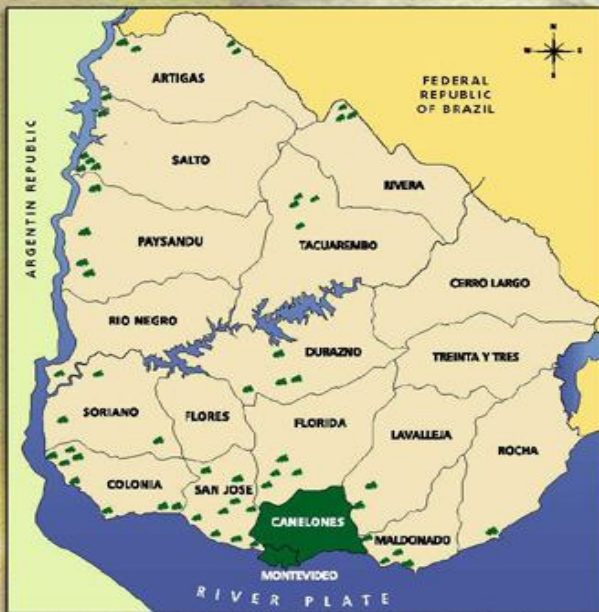 N
W
E
S
ARTIGAS
FEDERAL
REPUBLIC
OF BRAZIL
ARGENTIN REPUBLIC
SALTO
RIVERA
PAYSANDU
TACUAREMBO
CERRO LARGO
RIO NEGRO
DURAZNO
TREINTA Y TRES
SORIANO
FLORES
FLORIDA
LAVALLEJA
ROCHA
COLONIA
SAN JOSE
CANELONES
MALDONADO
MONTEVIDEO
RIVER PLATE